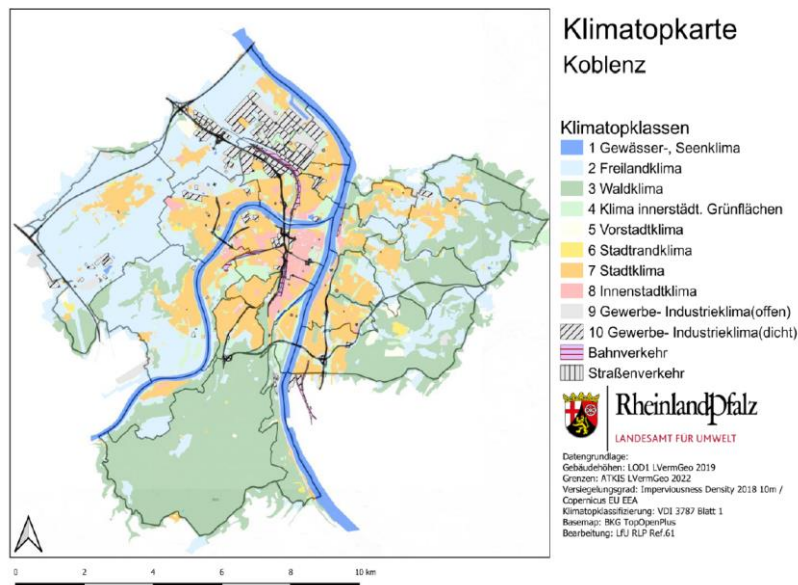 Klimatopkarte
Koblenz
Klimatopklassen
1 Gewässer-, Seenklima
2 Freilandklima
3 Waldklima
4 Klima innerstädt. Grünflächen
5 Vorstadtklima
6 Stadtrandklima
7 Stadtklima
8 Innenstadtklima
9 Gewerbe- Industrieklima(offen)
10 Gewerbe- Industrieklima(dicht)
Bahnverkehr
Straßenverkehr
RheinlandPfalz
LANDESAMT FÜR UMWELT
Datengrundlage:
Gebäudehöhen: LOD1 LVermGeo 2019
Grenzen: ATKIS LVermGeo 2022
Versiegelungsgrad: Imperviousness Density 2018 10m /
Copernicus EU EEA
Klimatopklassifizierung: VDI 3787 Blatt 1
Basemap: BKG TopOpenPlus
Bearbeitung: LfU RLP Ref.61
0 2 4 6 8 10 km